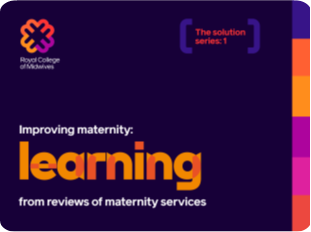 Royal College
of Midwives
The solution
series: 1
Improving maternity:
learning
from reviews of maternity services